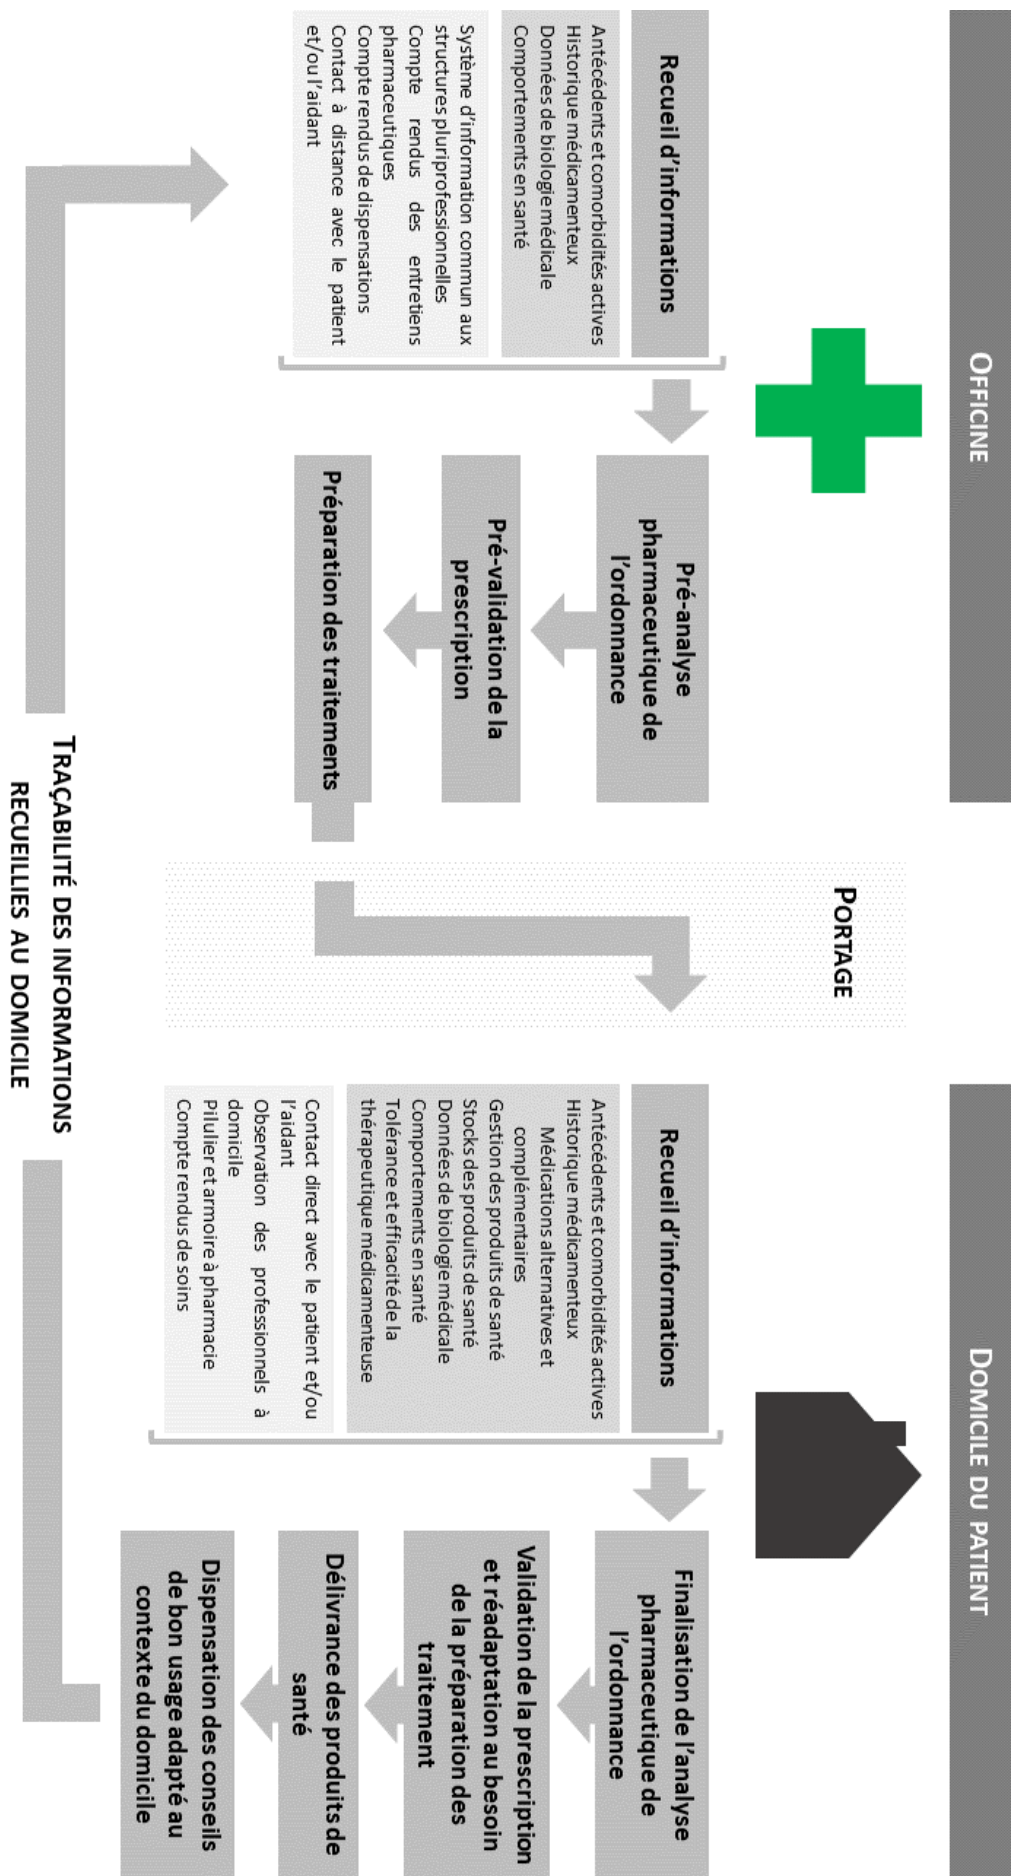 OFFICINE
Recueil d'informations
Antécédents et comorbidités actives
Historique médicamenteux
Données de biologie médicale
Comportements en santé
Système d'information commun aux
structures pluriprofessionnelles
Compte rendus des entretiens
pharmaceutiques
Compte rendus de dispensations
Contact à distance avec le patient
et/ou l'aidant
Pré-analyse
pharmaceutique de
l'ordonnance
Pré-validation de la
prescription
Préparation des traitements
PORTAGE
DOMICILE DU PATIENT
Recueil d'informations
Antécédents et comorbidités actives
Historique médicamenteux
Médications alternatives et
complémentaires
Gestion des produits de santé
Stocks des produits de santé
Données de biologie médicale
Comportements en santé
Tolérance et efficacité de la
thérapeutique médicamenteuse
Contact direct avec le patient et/ou
l'aidant
Observation des professionnels à
domicile
Pilulier et armoire à pharmacie
Compte rendus de soins
Finalisation de l'analyse
pharmaceutique de
l'ordonnance
Validation de la prescription
et réadaptation au besoin
de la préparation des
traitement
Délivrance des produits de
santé
Dispensation des conseils
de bon usage adapté au
contexte du domicile
TRAÇABILITÉ DES INFORMATIONS
RECUEILLIES AU DOMICILE